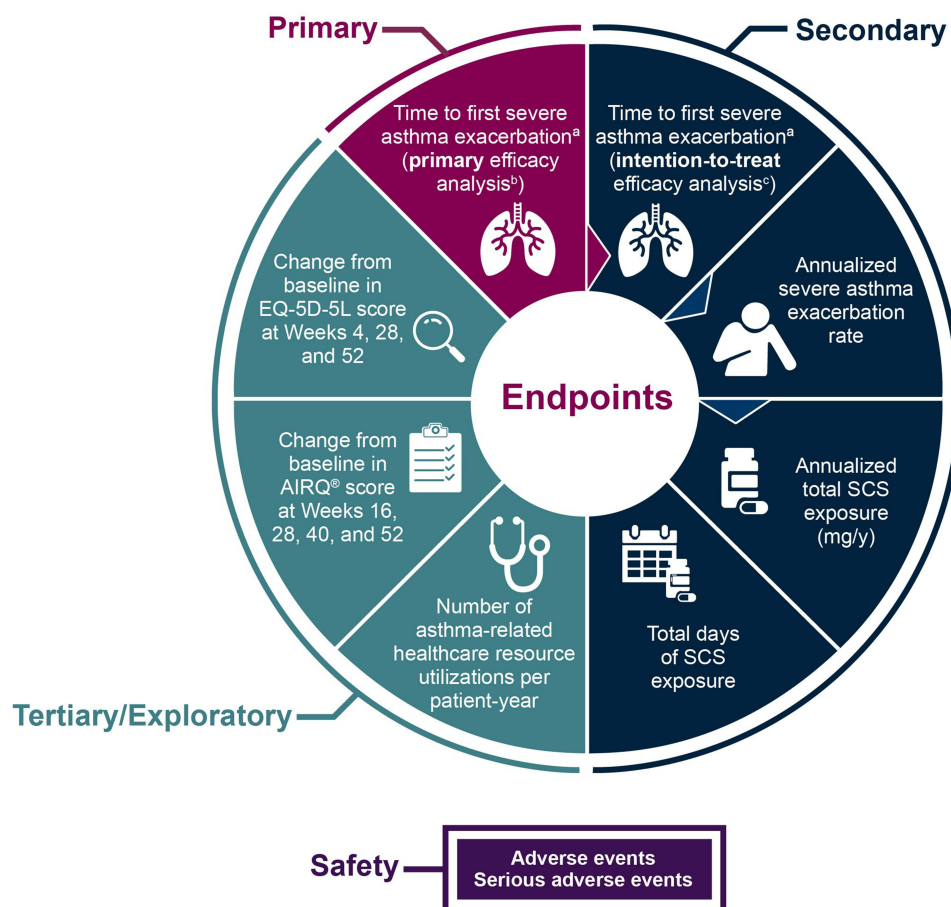 Primary
Secondary
Time to first severe
asthma exacerbationᵃ
(primary efficacy
analysisᵇ)
Time to first severe
asthma exacerbationᵃ
(intention-to-treat
efficacy analysisᶜ)
Annualized
severe asthma
exacerbation
rate
Annualized
total SCS
exposure
(mg/y)
Total days
of SCS
exposure
Number of
asthma-related
healthcare resource
utilizations per
patient-year
Change from
baseline in
AIRQ® score
at Weeks 16,
28, 40, and 52
Change from
baseline in
EQ-5D-5L score
at Weeks 4, 28,
and 52
Endpoints
Tertiary/Exploratory
Safety
Adverse events
Serious adverse events